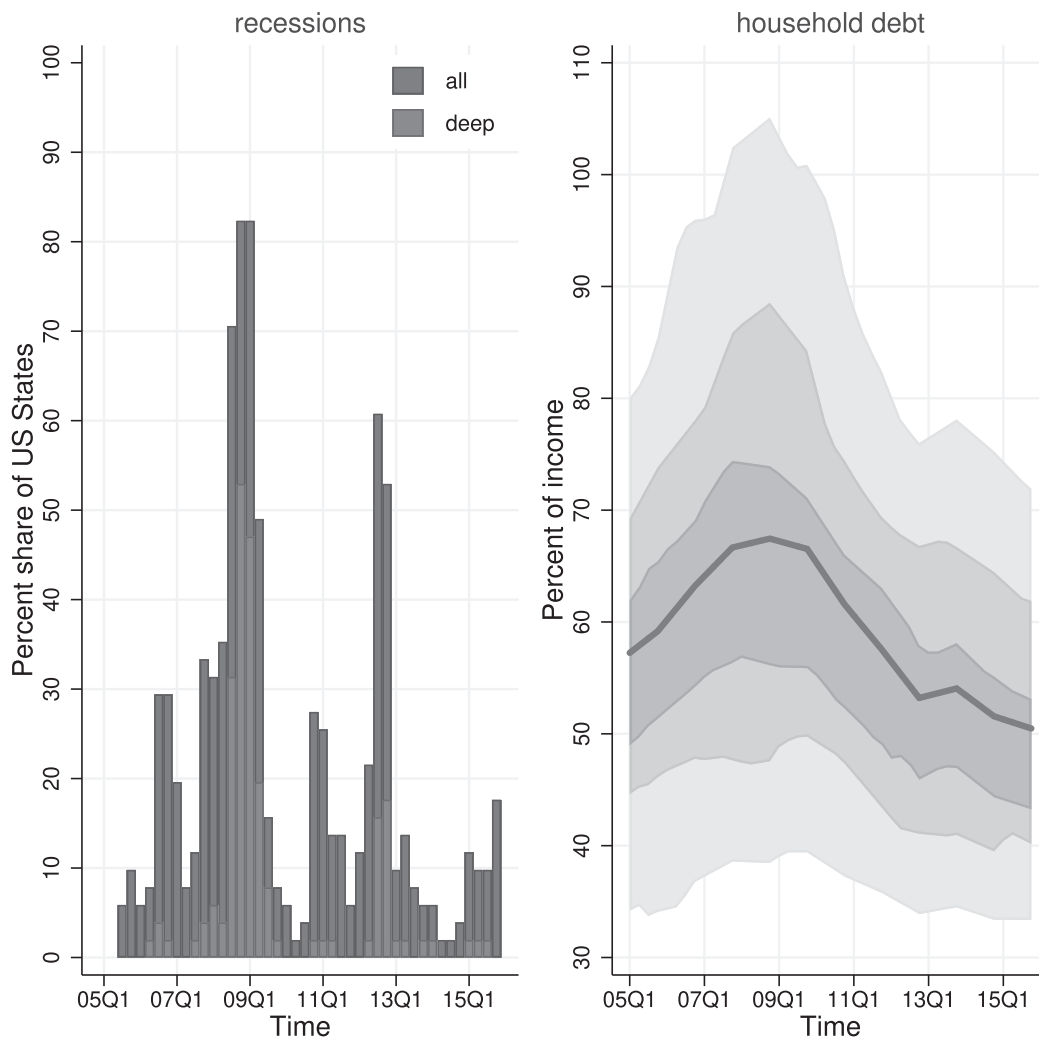 recessions
Percent share of US States
100
90
80
70
60
50
40
30
20
10
0
all
deep
05Q1 07Q1 09Q1 11Q1 13Q1 15Q1
Time
household debt
Percent of income
110
100
90
80
70
60
50
40
30
05Q1 07Q1 09Q1 11Q1 13Q1 15Q1
Time